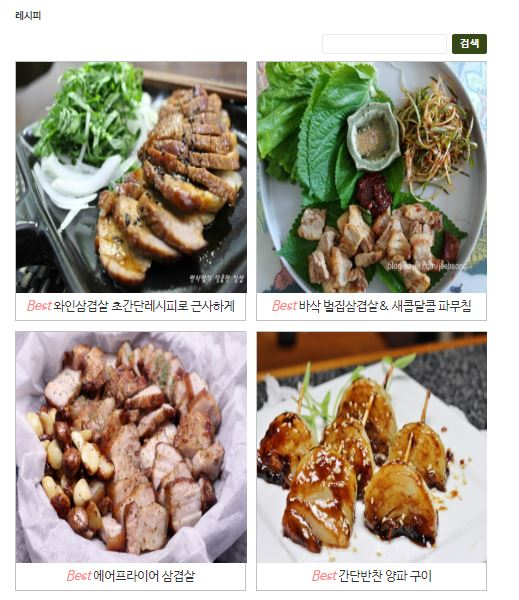 레시피
검색
Best 와인삼겹살 초간단레시피로 근사하게
Best 바삭 벌집삼겹살 & 새콤달콤 파무침
Best 에어프라이어 삼겹살
Best 간단반찬 양파 구이